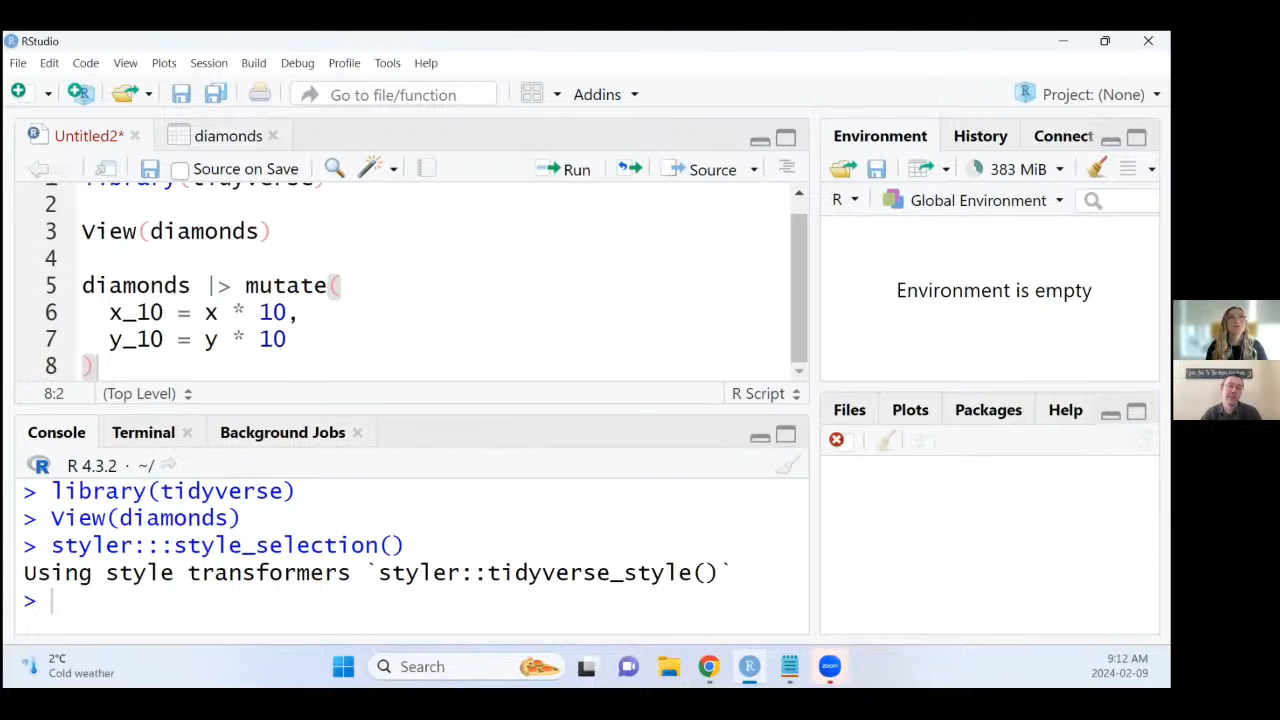 RStudio
File Edit Code View Plots Session Build Debug Profile Tools Help
Go to file/function Addins Project: (None)
Untitled2* diamonds
Source on Save Run Source
1 library(tidyverse)
2
3 View(diamonds)
4
5 diamonds |> mutate(
6 x_10 = x * 10,
7 y_10 = y * 10
8 )
8:2 (Top Level) R Script
Console Terminal Background Jobs
R 4.3.2 · ~/
> library(tidyverse)
> View(diamonds)
> styler:::style_selection()
Using style transformers `styler::tidyverse_style()`
>
Environment History Connect
383 MiB
R Global Environment
Environment is empty
Files Plots Packages Help
2°C
Cold weather
Search
zoom
9:12 AM
2024-02-09